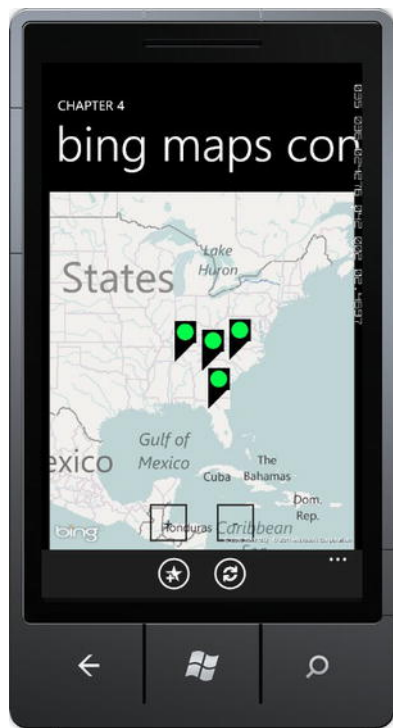 CHAPTER 4
bing maps con
Lake
Huron
States
Gulf of
Mexico
exico
Cuba
The
Bahamas
Dom.
Rep.
Honduras
Caribbean
bing
...